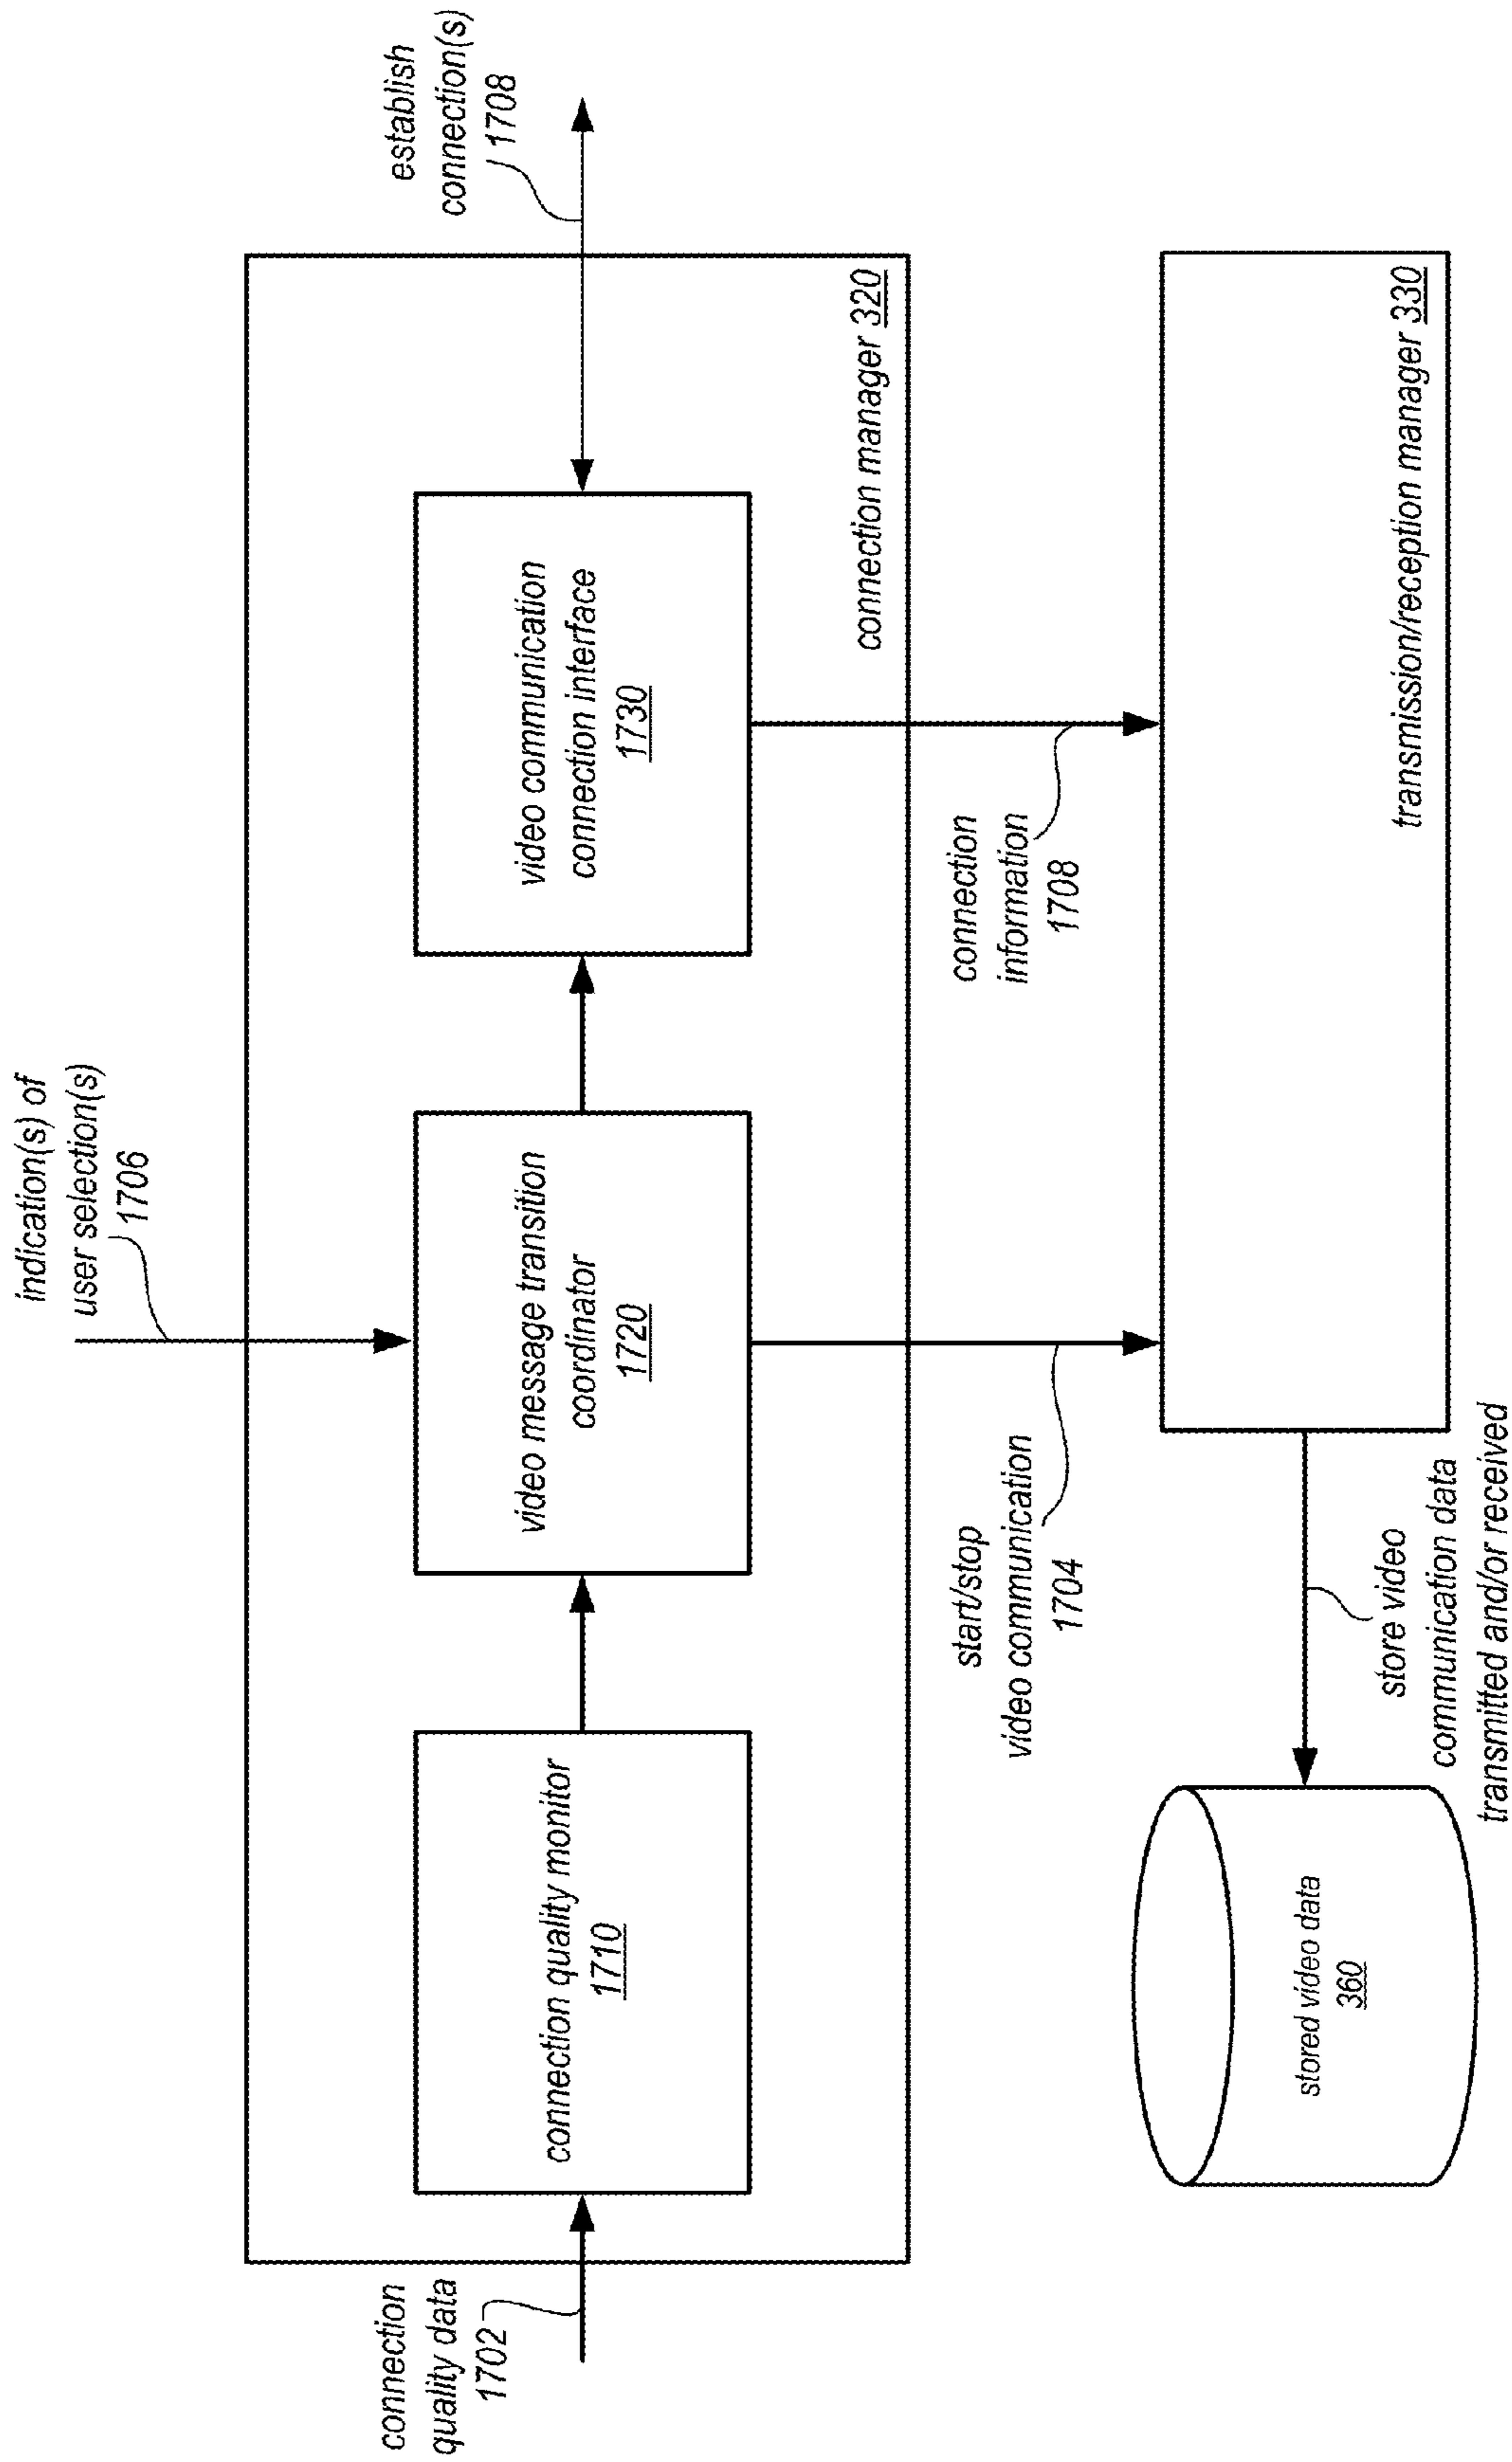 indication(s) of
user selection(s)
1706
establish
connection(s)
1708
connection
quality data
1702
connection quality monitor
1710
video message transition
coordinator
1720
video communication
connection interface
1730
connection manager 320
start/stop
video communication
1704
connection
information
1708
stored video data
360
store video
communication data
transmitted and/or received
transmission/reception manager 330